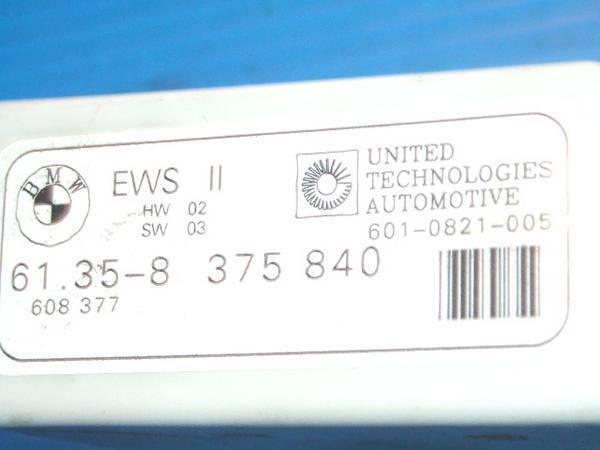 BMW
EWS II
HW 02
SW 03
UNITED
TECHNOLOGIES
AUTOMOTIVE
601-0821-005
61.35-8 375 840
608 377